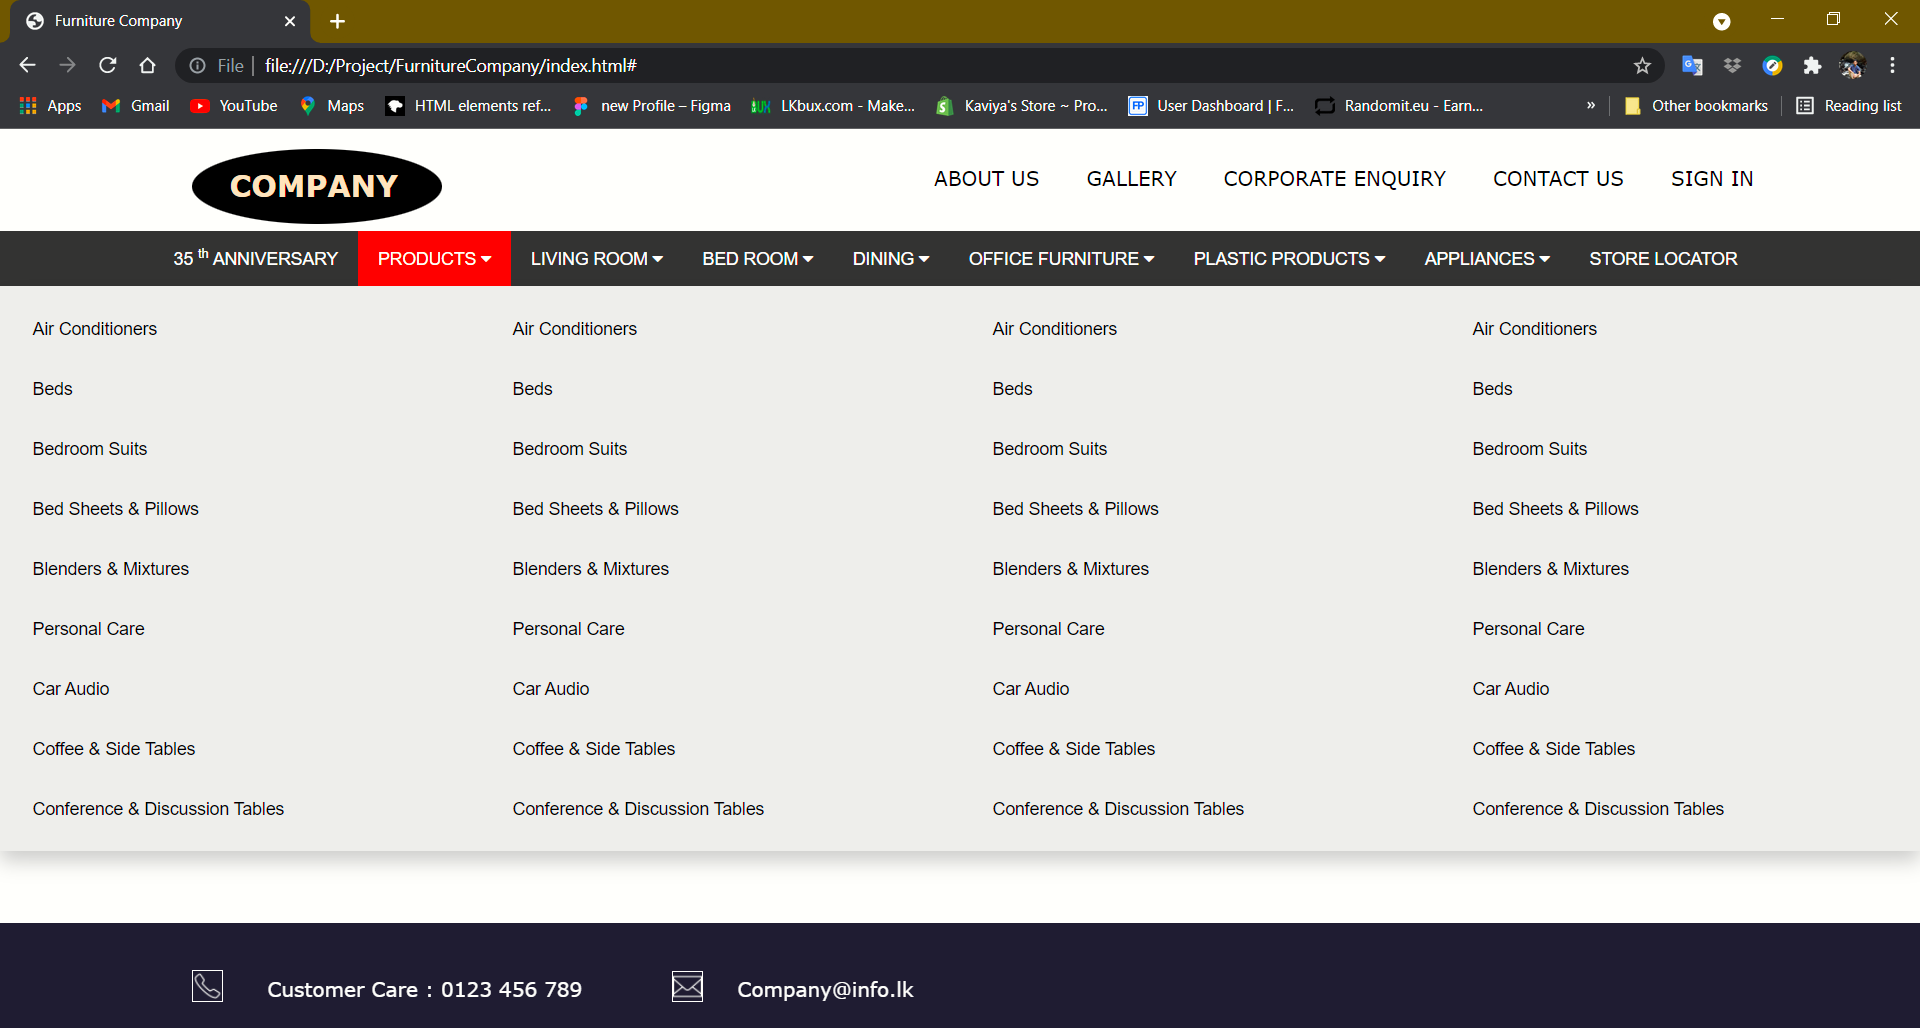 Furniture Company
File | file:///D:/Project/FurnitureCompany/index.html#
Apps Gmail YouTube Maps HTML elements ref... new Profile – Figma LKbux.com - Make... Kaviya's Store ~ Pro... FP User Dashboard | F... Randomit.eu - Earn... » Other bookmarks Reading list
COMPANY ABOUT US GALLERY CORPORATE ENQUIRY CONTACT US SIGN IN
35 th ANNIVERSARY PRODUCTS LIVING ROOM BED ROOM DINING OFFICE FURNITURE PLASTIC PRODUCTS APPLIANCES STORE LOCATOR
Air Conditioners Air Conditioners Air Conditioners Air Conditioners
Beds Beds Beds Beds
Bedroom Suits Bedroom Suits Bedroom Suits Bedroom Suits
Bed Sheets & Pillows Bed Sheets & Pillows Bed Sheets & Pillows Bed Sheets & Pillows
Blenders & Mixtures Blenders & Mixtures Blenders & Mixtures Blenders & Mixtures
Personal Care Personal Care Personal Care Personal Care
Car Audio Car Audio Car Audio Car Audio
Coffee & Side Tables Coffee & Side Tables Coffee & Side Tables Coffee & Side Tables
Conference & Discussion Tables Conference & Discussion Tables Conference & Discussion Tables Conference & Discussion Tables
Customer Care : 0123 456 789 Company@info.lk